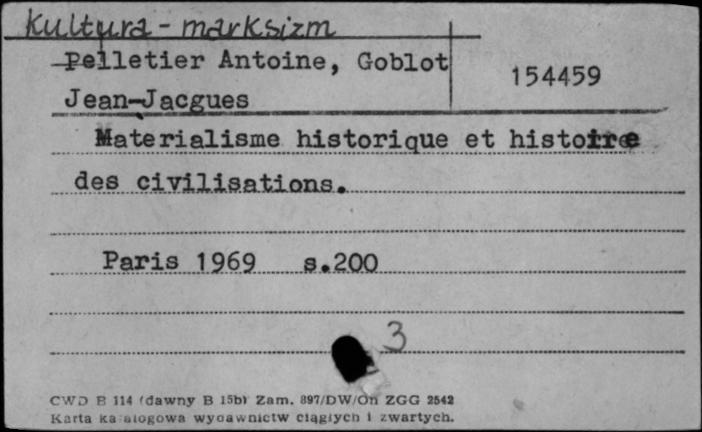 Kultura - marksizm
Pelletier Antoine, Goblot
Jean-Jacgues
154459
Materialisme historique et histoire
des civilisations.
Paris 1969 s.200
3
CWD B 114 (dawny B 15b) Zam. 897/DW/On ZGG 2542
Karta katalogowa wydawnictw ciągłych i zwartych.